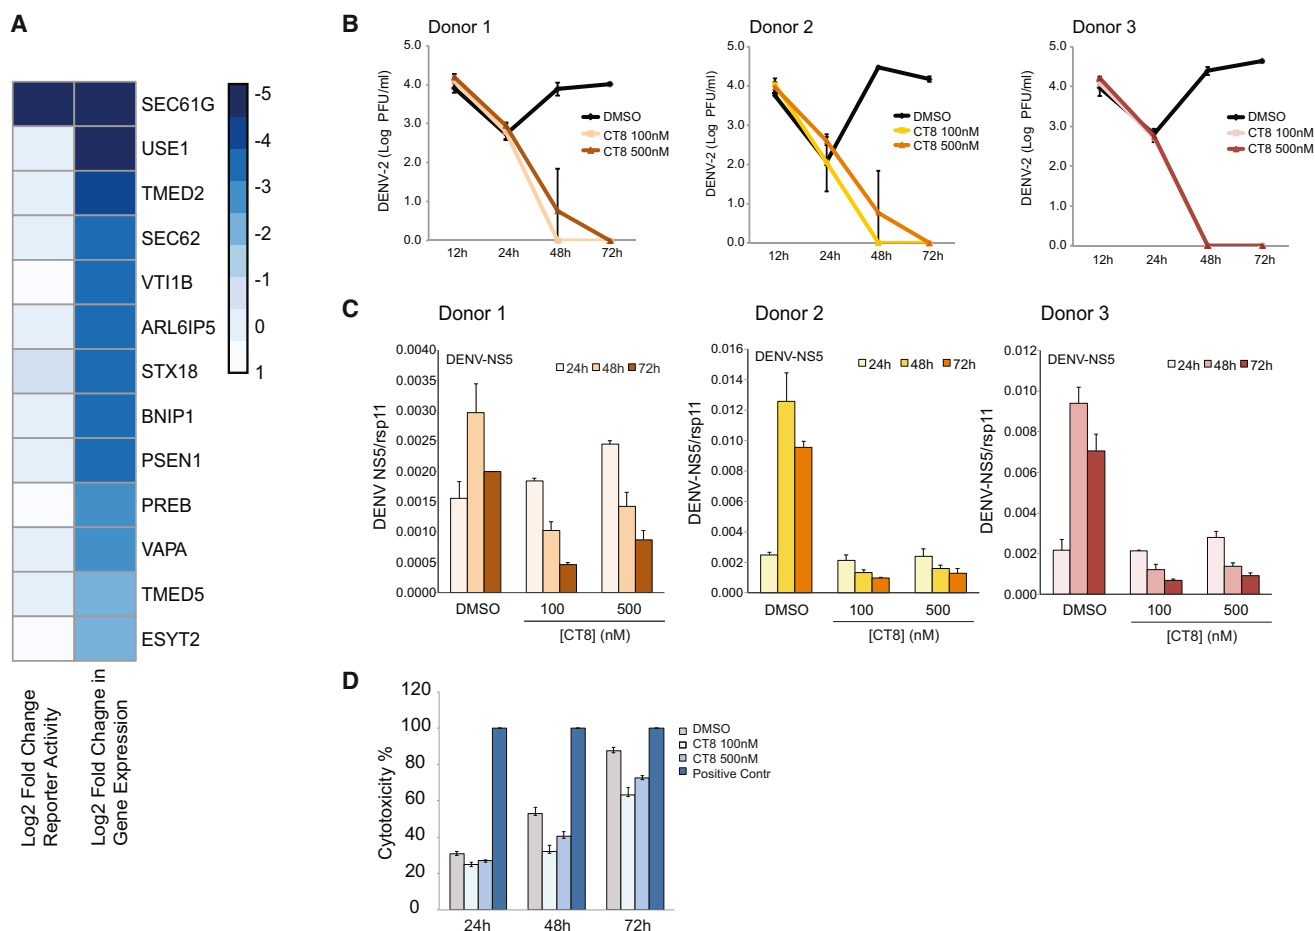 A
SEC61G
USE1
TMED2
SEC62
VTI1B
ARL6IP5
STX18
BNIP1
PSEN1
PREB
VAPA
TMED5
ESYT2
-5
-4
-3
-2
-1
0
1
Log2 Fold Change
Reporter Activity
Log2 Fold Chagne in
Gene Expression
B
Donor 1
DENV-2 (Log PFU/ml)
5.0
4.0
3.0
2.0
1.0
0.0
12h 24h 48h 72h
DMSO
CT8 100nM
CT8 500nM
Donor 2
DENV-2 (Log PFU/ml)
5.0
4.0
3.0
2.0
1.0
0.0
12h 24h 48h 72h
DMSO
CT8 100nM
CT8 500nM
Donor 3
DENV-2 (Log PFU/ml)
5.0
4.0
3.0
2.0
1.0
0.0
12h 24h 48h 72h
DMSO
CT8 100nM
CT8 500nM
C
Donor 1
DENV-NS5
24h 48h 72h
DENV NS5/rsp11
0.0040
0.0035
0.0030
0.0025
0.0020
0.0015
0.0010
0.0005
0.0000
DMSO 100 500
[CT8] (nM)
Donor 2
DENV-NS5
24h 48h 72h
DENV-NS5/rsp11
0.016
0.014
0.012
0.010
0.008
0.006
0.004
0.002
0.000
DMSO 100 500
[CT8] (nM)
Donor 3
DENV-NS5
24h 48h 72h
DENV-NS5/rsp11
0.012
0.010
0.008
0.006
0.004
0.002
0.000
DMSO 100 500
[CT8] (nM)
D
Cytotoxicity %
120
100
80
60
40
20
0
24h 48h 72h
DMSO
CT8 100nM
CT8 500nM
Positive Contr